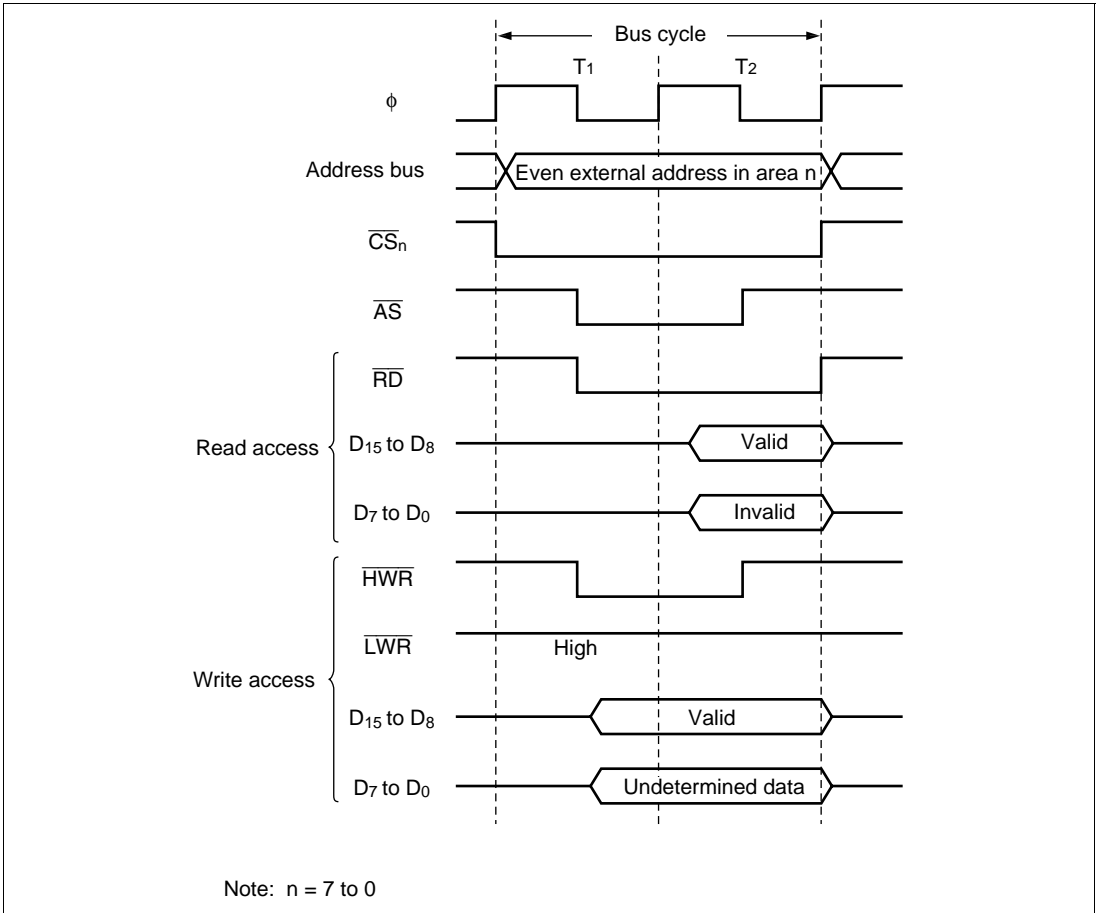 Bus cycle
T1 T2
ϕ
Address bus Even external address in area n
CSn
AS
RD
Read access
D15 to D8 Valid
D7 to D0 Invalid
HWR
LWR High
Write access
D15 to D8 Valid
D7 to D0 Undetermined data
Note: n = 7 to 0